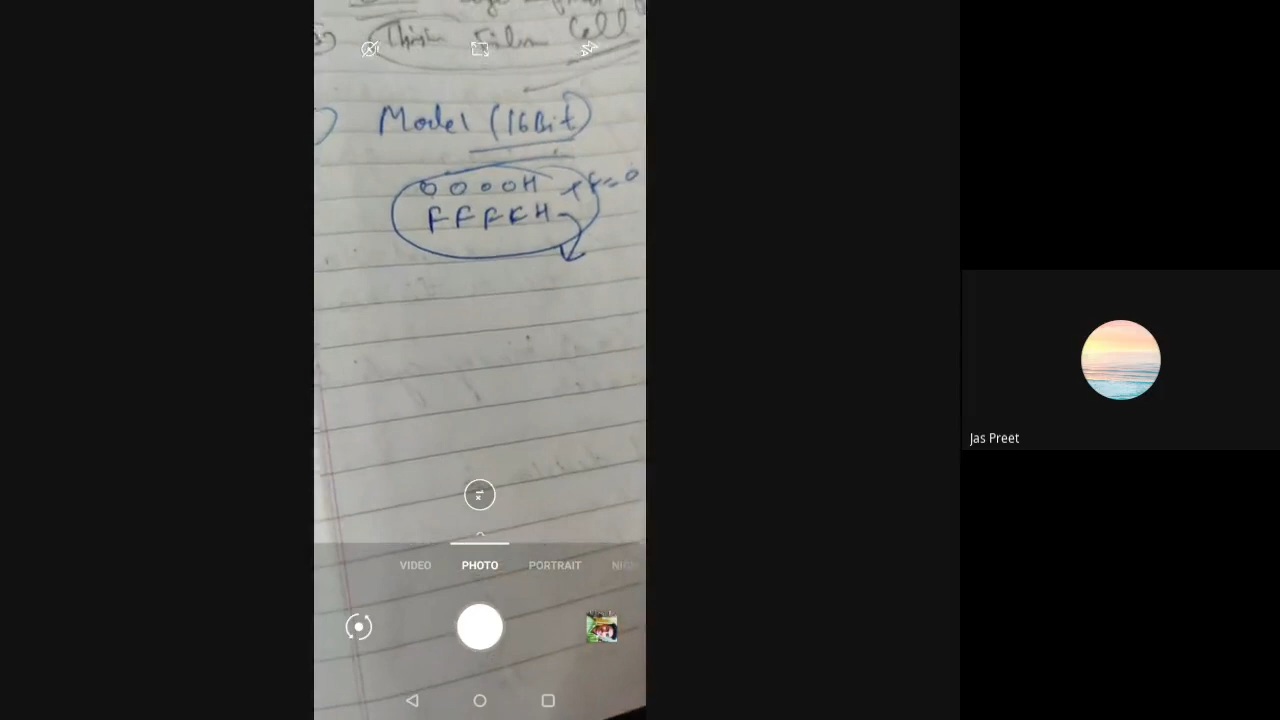 Thin Film Cell
Model (16Bit)
0000H
FFFFH
VIDEO PHOTO PORTRAIT
Jas Preet